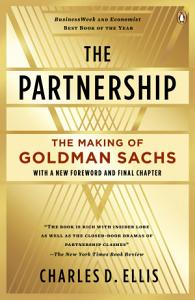 BusinessWeek AND Economist
BEST BOOK OF THE YEAR
THE
PARTNERSHIP
THE MAKING OF
GOLDMAN SACHS
WITH A NEW FOREWORD AND FINAL CHAPTER
"THE BOOK IS RICH WITH INSIDER LORE
AS WELL AS THE CLOSED-DOOR DRAMAS OF
PARTNERSHIP CLASHES"
—The New York Times Book Review
CHARLES D. ELLIS